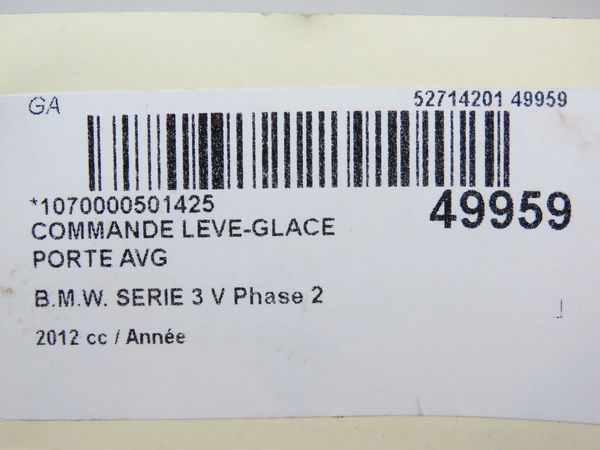 GA 52714201 49959
*1070000501425 49959
COMMANDE LEVE-GLACE
PORTE AVG
B.M.W. SERIE 3 V Phase 2
2012 cc / Année